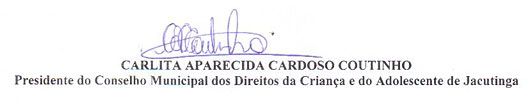 CARLITA APARECIDA CARDOSO COUTINHO
Presidente do Conselho Municipal dos Direitos da Criança e do Adolescente de Jacutinga